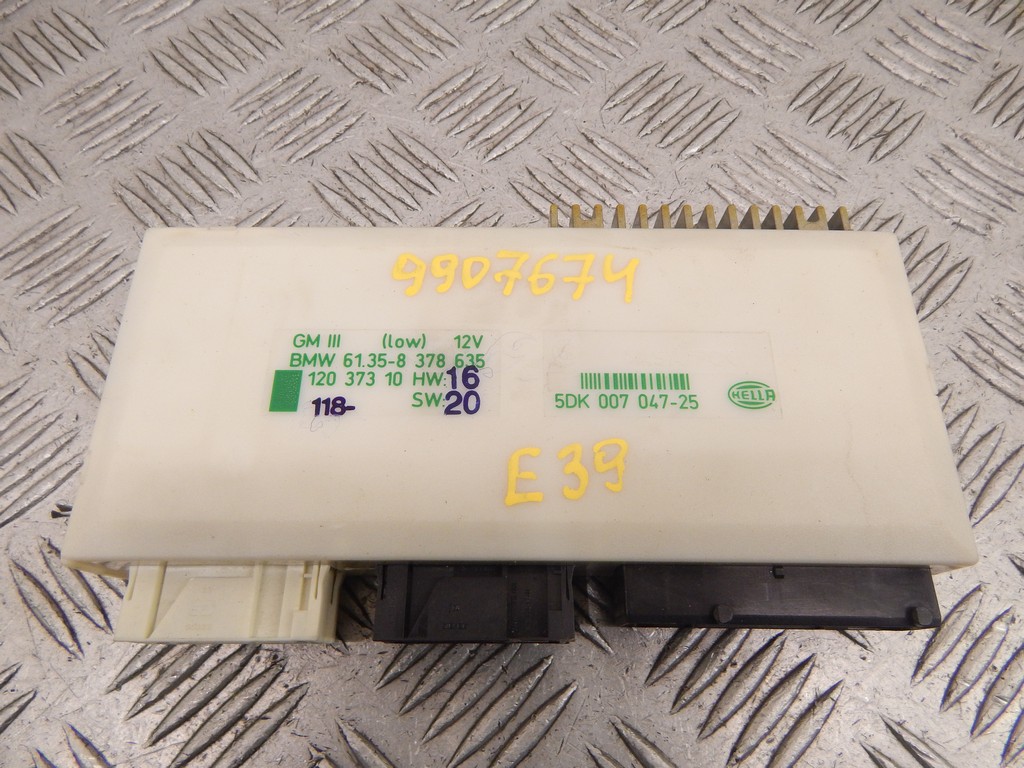 9907674
GM III (low) 12V
BMW 61.35-8 378 635
120 373 10 HW:16
118- SW:20
5DK 007 047-25
HELLA
E39